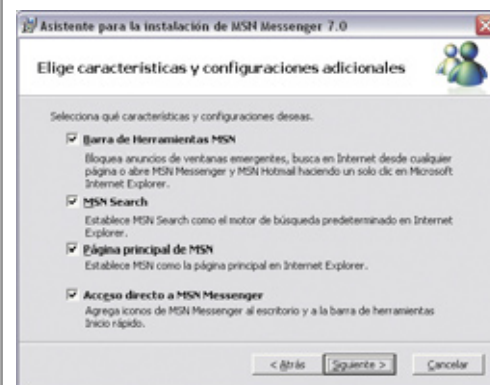 Asistente para la instalación de MSN Messenger 7.0
Elige características y configuraciones adicionales
Selecciona qué características y configuraciones deseas.
Barra de Herramientas MSN
Bloquea anuncios de ventanas emergentes, busca en Internet desde cualquier
página o abre MSN Messenger y MSN Hotmail haciendo un solo clic en Microsoft
Internet Explorer.
MSN Search
Establece MSN Search como el motor de búsqueda predeterminado en Internet
Explorer.
Página principal de MSN
Establece MSN como la página principal en Internet Explorer.
Acceso directo a MSN Messenger
Agrega iconos de MSN Messenger al escritorio y a la barra de herramientas
Inicio rápido.
< Atrás Siguiente > Cancelar